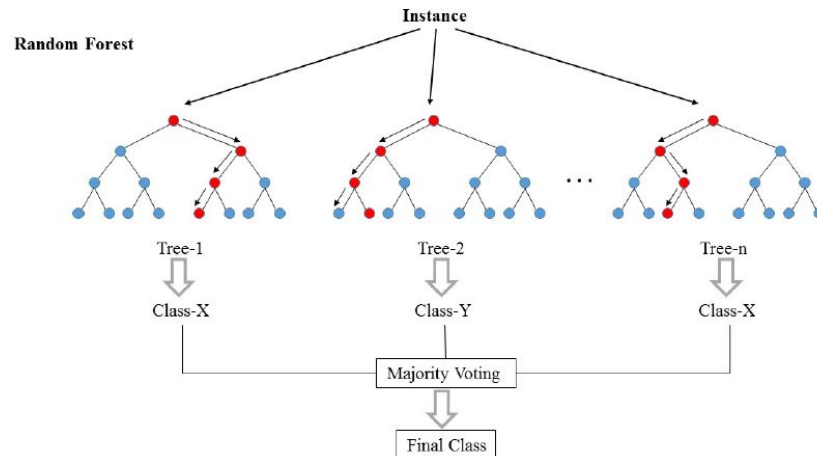 Instance
Random Forest
...
Tree-1
Tree-2
Tree-n
Class-X
Class-Y
Class-X
Majority Voting
Final Class